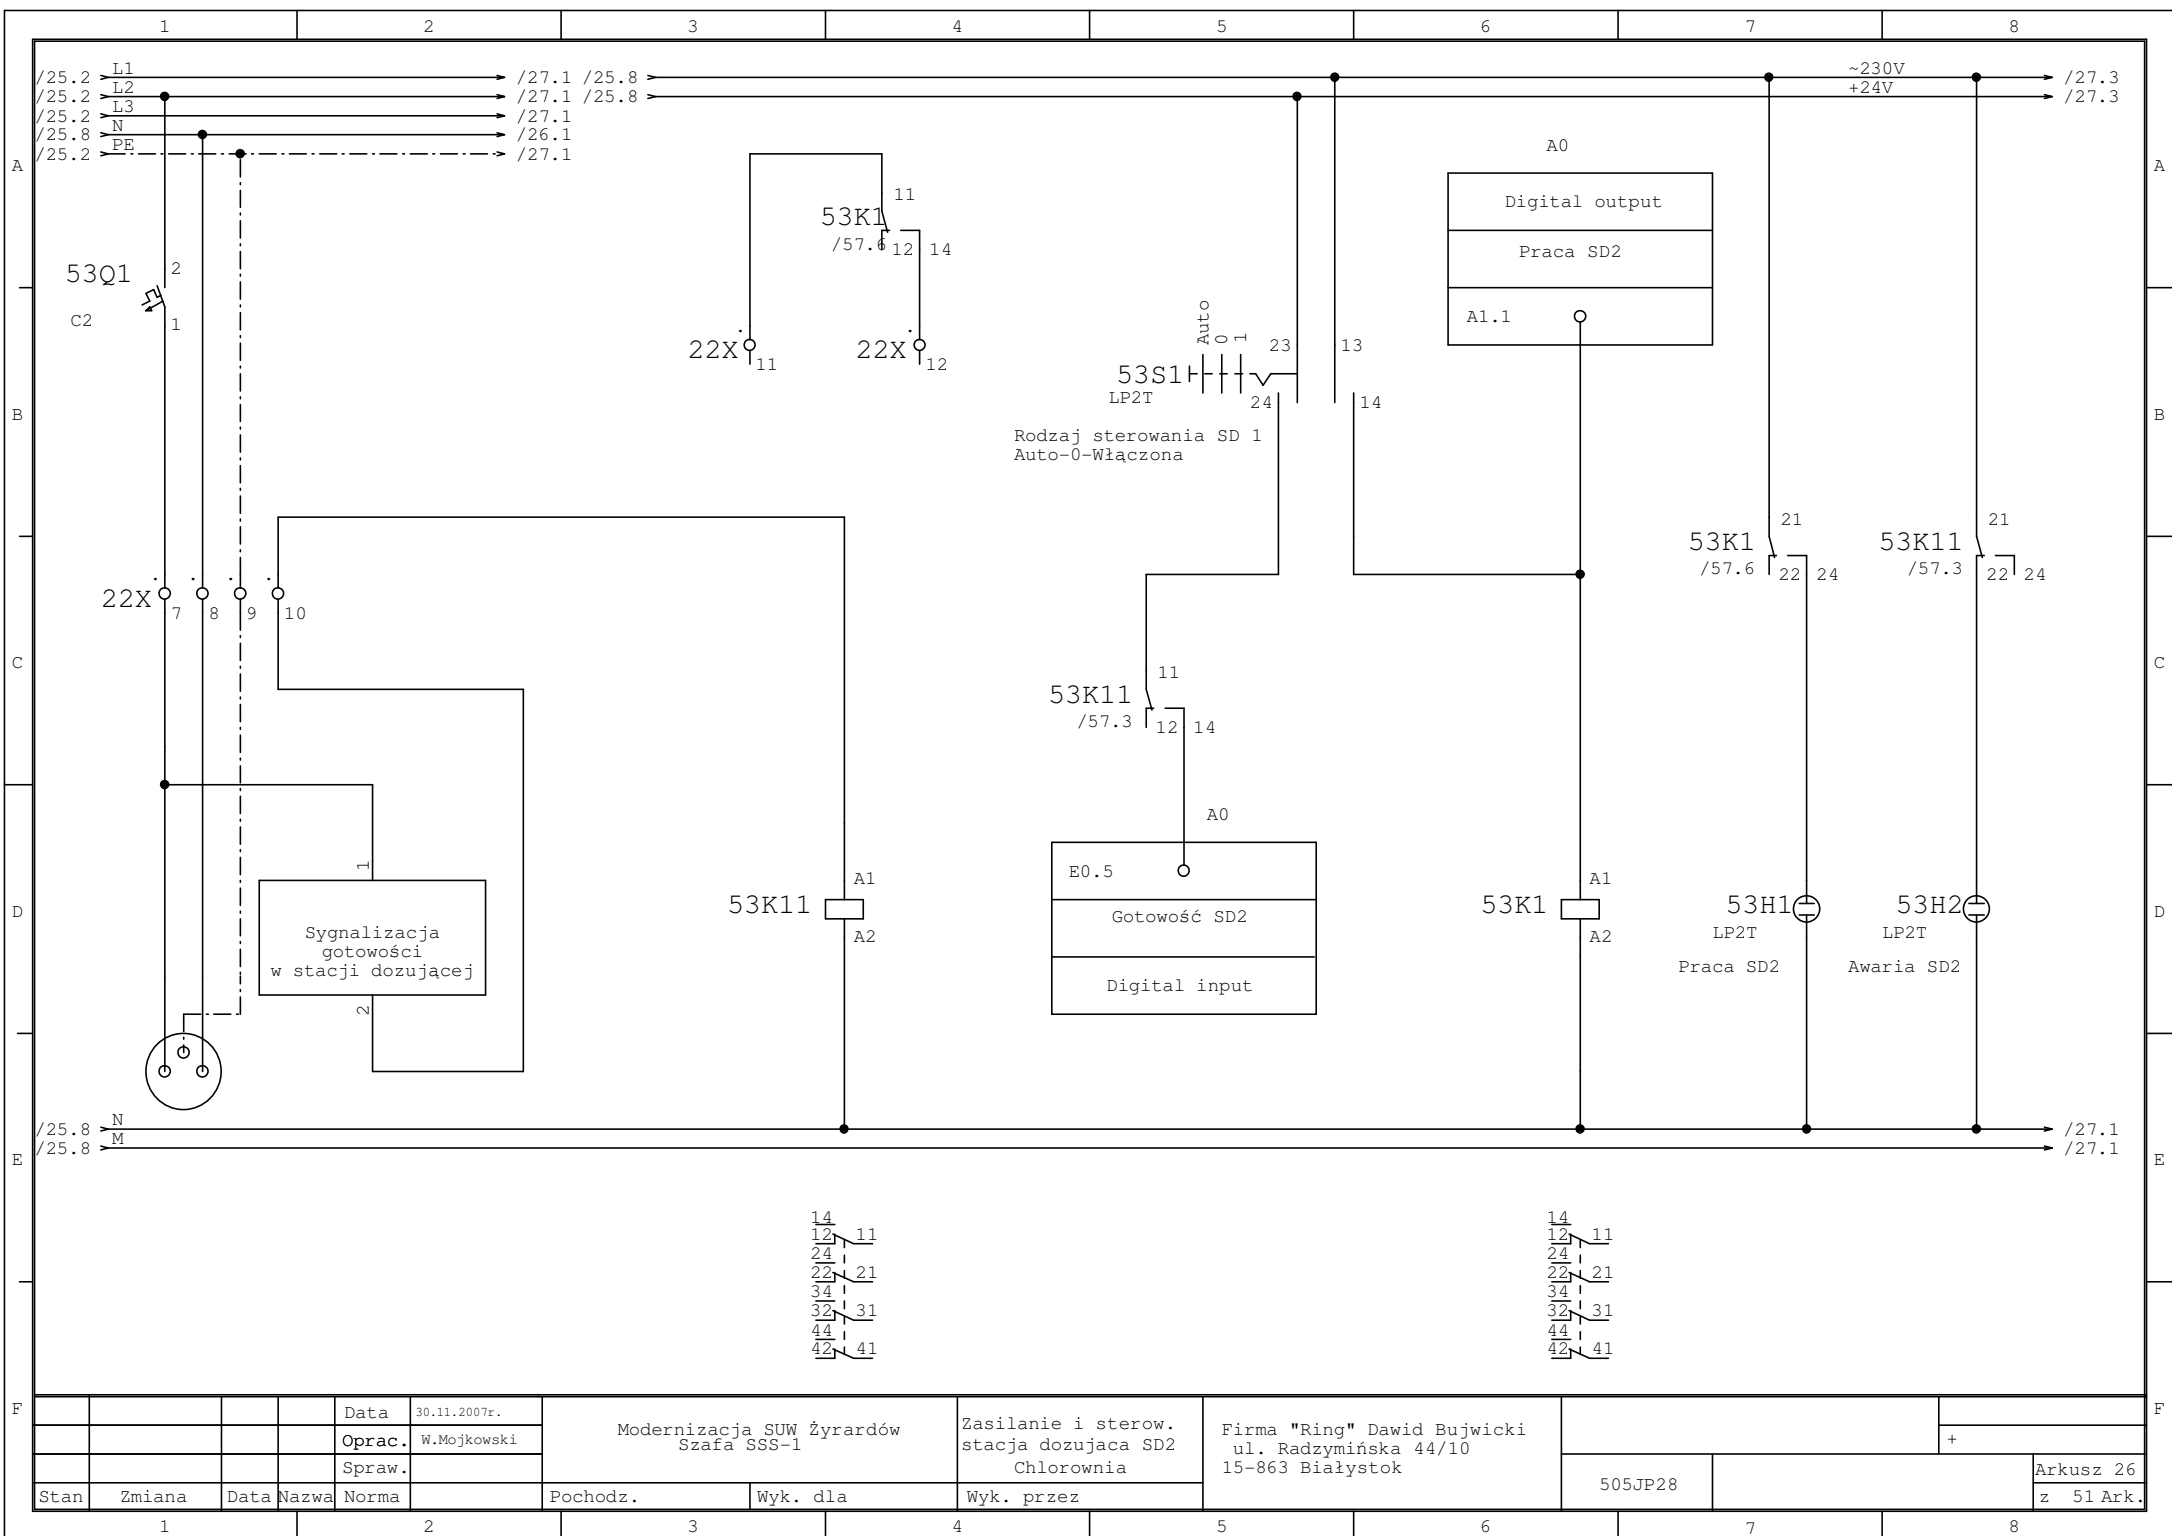 1 2 3 4 5 6 7 8
/25.2 L1 /27.1 /25.8 ~230V /27.3
/25.2 L2 /27.1 /25.8 +24V /27.3
/25.2 L3 /27.1
/25.8 N /26.1
/25.2 PE /27.1
A A
A0
Digital output
Praca SD2
A1.1
11
53K1
/57.6 12 14
53Q1 2
C2 1
22X 11
22X 12
Auto 0 1
23 13
53S1
LP2T
24 14
B B
Rodzaj sterowania SD 1
Auto-0-Włączona
21
53K1
/57.6 22 24
21
53K11
/57.3 22 24
22X 7 8 9 10
C C
11
53K11
/57.3 12 14
A0
E0.5
Gotowość SD2
Digital input
1
Sygnalizacja
gotowości
w stacji dozującej
2
D D
A1
53K11
A2
A1
53K1
A2
53H1
LP2T
Praca SD2
53H2
LP2T
Awaria SD2
/25.8 N /27.1
/25.8 M /27.1
E E
14
12 11
24
22 21
34
32 31
44
42 41
14
12 11
24
22 21
34
32 31
44
42 41
F F
Data 30.11.2007r.
Oprac. W.Mojkowski
Spraw.
Stan Zmiana Data Nazwa Norma
Modernizacja SUW Żyrardów
Szafa SSS-1
Pochodz. Wyk. dla
Zasilanie i sterow.
stacja dozujaca SD2
Chlorownia
Wyk. przez
Firma "Ring" Dawid Bujwicki
ul. Radzymińska 44/10
15-863 Białystok
505JP28
+
Arkusz 26
z 51 Ark.
1 2 3 4 5 6 7 8